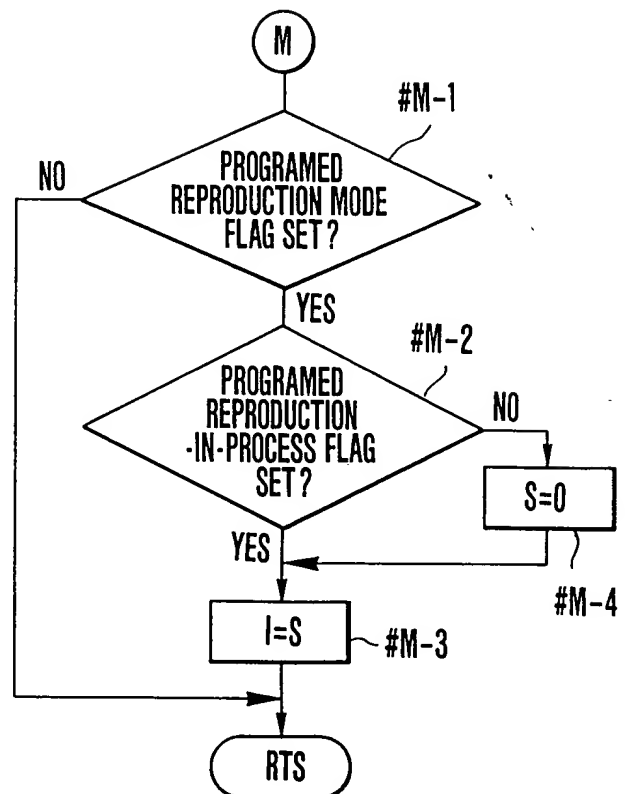 M
#M-1
NO
PROGRAMED
REPRODUCTION MODE
FLAG SET?
YES
#M-2
PROGRAMED
REPRODUCTION
-IN-PROCESS FLAG
SET?
NO
S=0
YES
#M-4
I=S
#M-3
RTS